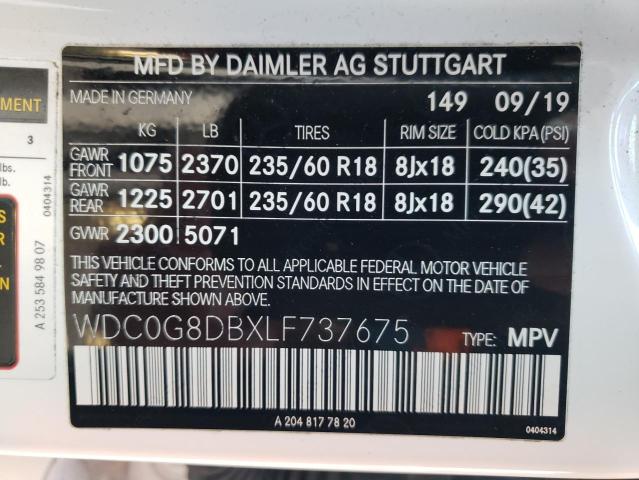 MFD BY DAIMLER AG STUTTGART
MADE IN GERMANY 149 09/19
KG LB TIRES RIM SIZE COLD KPA (PSI)
GAWR FRONT 1075 2370 235/60 R18 8Jx18 240(35)
GAWR REAR 1225 2701 235/60 R18 8Jx18 290(42)
GVWR 2300 5071
THIS VEHICLE CONFORMS TO ALL APPLICABLE FEDERAL MOTOR VEHICLE
SAFETY AND THEFT PREVENTION STANDARDS IN EFFECT ON THE DATE OF
MANUFACTURE SHOWN ABOVE.
WDC0G8DBXLF737675 TYPE: MPV
A 204 817 78 20
0404314
3
lbs.
lb.
0404314
A 253 584 98 07